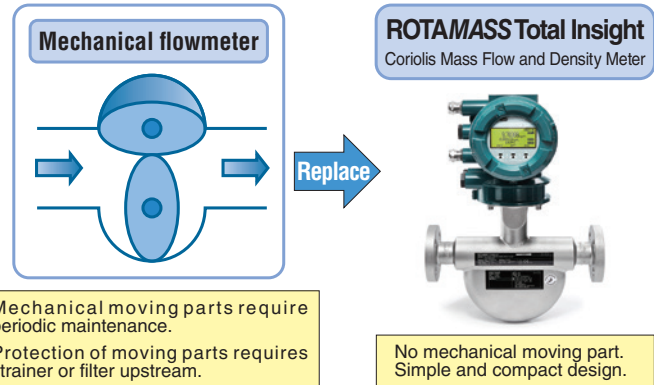 Mechanical flowmeter
ROTAMASS Total Insight
Coriolis Mass Flow and Density Meter
Replace
Mechanical moving parts require
periodic maintenance.
Protection of moving parts requires
strainer or filter upstream.
No mechanical moving part.
Simple and compact design.